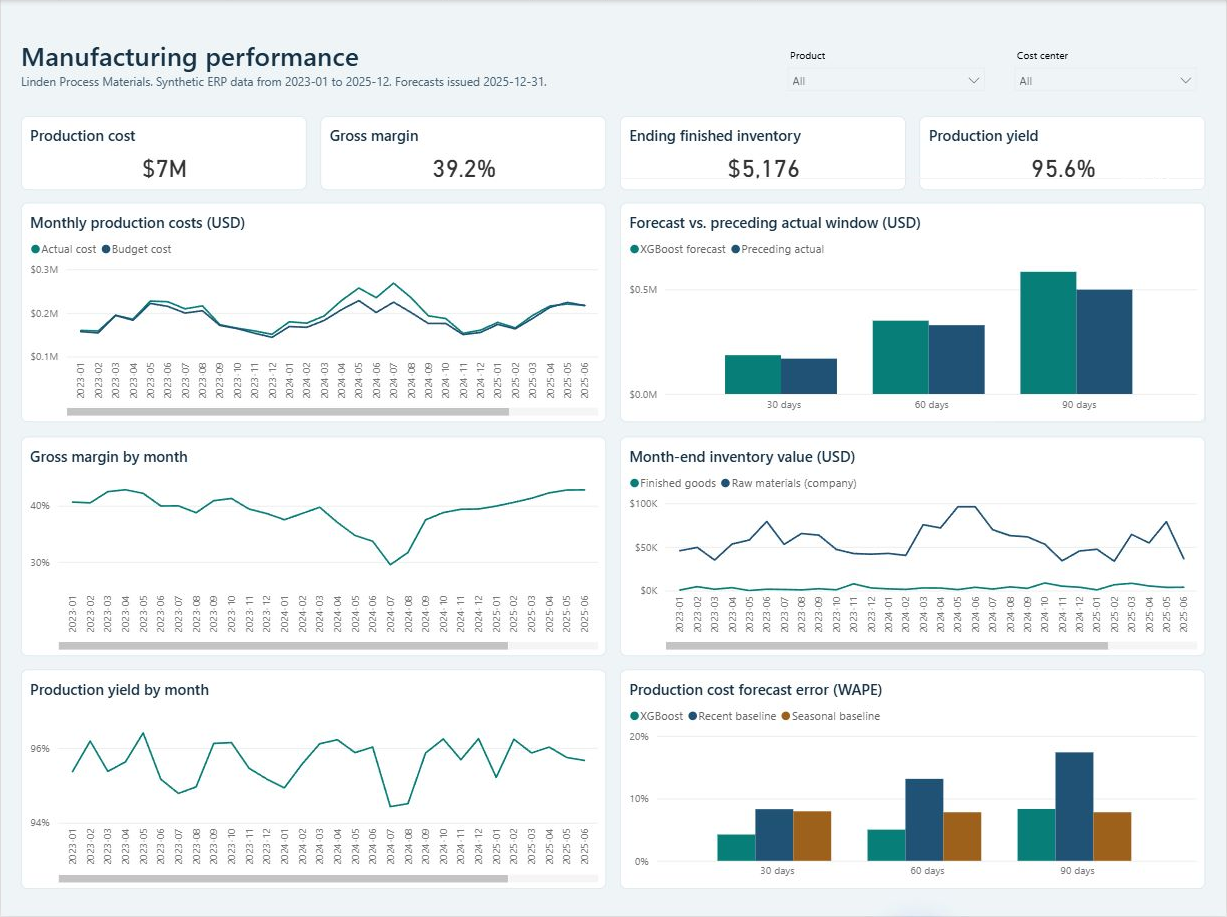 Manufacturing performance
Linden Process Materials. Synthetic ERP data from 2023-01 to 2025-12. Forecasts issued 2025-12-31.
Product
All
Cost center
All
Production cost
$7M
Gross margin
39.2%
Ending finished inventory
$5,176
Production yield
95.6%
Monthly production costs (USD)
Actual cost Budget cost
$0.3M
$0.2M
$0.1M
2023-01 2023-02 2023-03 2023-04 2023-05 2023-06 2023-07 2023-08 2023-09 2023-10 2023-11 2023-12 2024-01 2024-02 2024-03 2024-04 2024-05 2024-06 2024-07 2024-08 2024-09 2024-10 2024-11 2024-12 2025-01 2025-02 2025-03 2025-04 2025-05 2025-06
Forecast vs. preceding actual window (USD)
XGBoost forecast Preceding actual
$0.5M
$0.0M
30 days 60 days 90 days
Gross margin by month
40%
30%
2023-01 2023-02 2023-03 2023-04 2023-05 2023-06 2023-07 2023-08 2023-09 2023-10 2023-11 2023-12 2024-01 2024-02 2024-03 2024-04 2024-05 2024-06 2024-07 2024-08 2024-09 2024-10 2024-11 2024-12 2025-01 2025-02 2025-03 2025-04 2025-05 2025-06
Month-end inventory value (USD)
Finished goods Raw materials (company)
$100K
$50K
$0K
2023-01 2023-02 2023-03 2023-04 2023-05 2023-06 2023-07 2023-08 2023-09 2023-10 2023-11 2023-12 2024-01 2024-02 2024-03 2024-04 2024-05 2024-06 2024-07 2024-08 2024-09 2024-10 2024-11 2024-12 2025-01 2025-02 2025-03 2025-04 2025-05 2025-06
Production yield by month
96%
94%
2023-01 2023-02 2023-03 2023-04 2023-05 2023-06 2023-07 2023-08 2023-09 2023-10 2023-11 2023-12 2024-01 2024-02 2024-03 2024-04 2024-05 2024-06 2024-07 2024-08 2024-09 2024-10 2024-11 2024-12 2025-01 2025-02 2025-03 2025-04 2025-05 2025-06
Production cost forecast error (WAPE)
XGBoost Recent baseline Seasonal baseline
20%
10%
0%
30 days 60 days 90 days